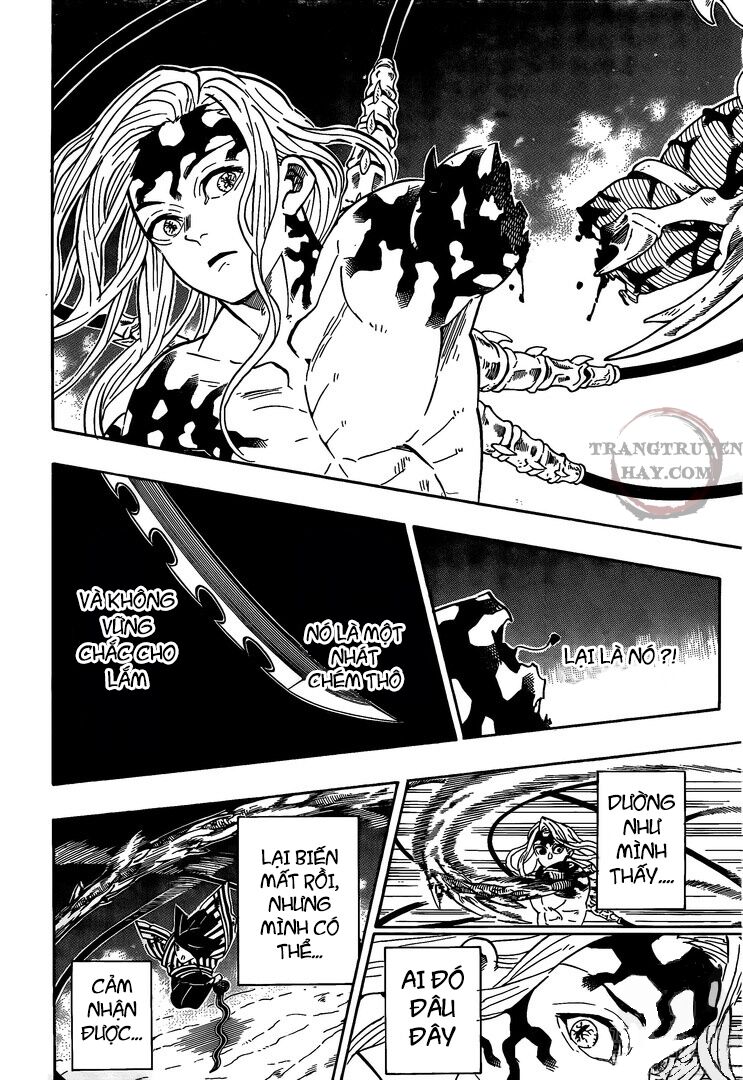 TRANGTRUYEN
HAY.COM
LẠI LÀ NÓ ?!
NÓ LÀ MỘT
NHÁT
CHÉM THÔ
VÀ KHÔNG
VỮNG
CHẮC CHO
LẮM
DƯỜNG
NHƯ
MÌNH
THẤY....
AI ĐÓ
ĐÂU
ĐÂY
LẠI BIẾN
MẤT RỒI,
NHƯNG
MÌNH CÓ
THỂ...
CẢM
NHẬN
ĐƯỢC...